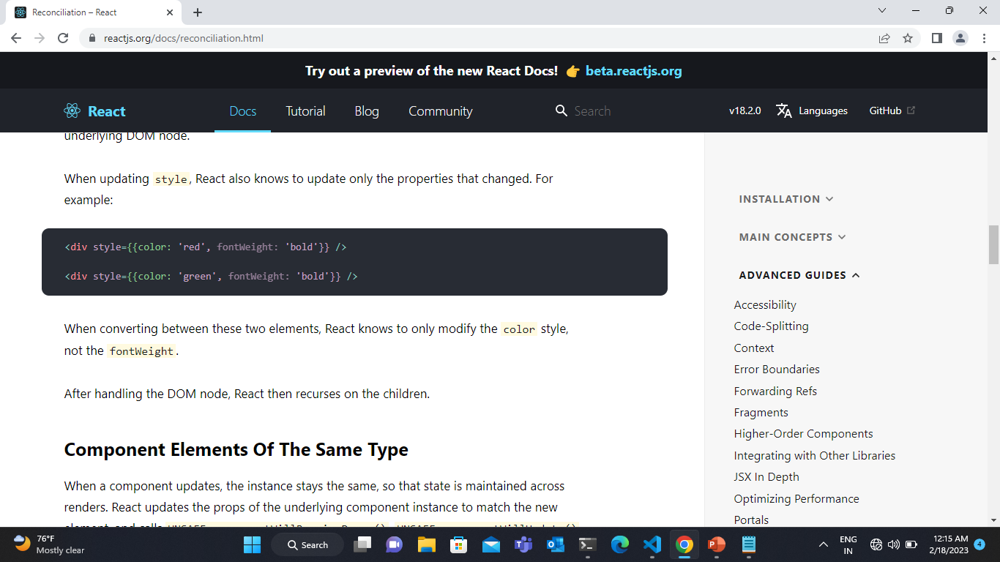 Reconciliation – React
reactjs.org/docs/reconciliation.html
Try out a preview of the new React Docs! 👉 beta.reactjs.org
React Docs Tutorial Blog Community Search v18.2.0 Languages GitHub
underlying DOM node.
When updating style, React also knows to update only the properties that changed. For
example:
<div style={{color: 'red', fontWeight: 'bold'}} />
<div style={{color: 'green', fontWeight: 'bold'}} />
When converting between these two elements, React knows to only modify the color style,
not the fontWeight.
After handling the DOM node, React then recurses on the children.
Component Elements Of The Same Type
When a component updates, the instance stays the same, so that state is maintained across
renders. React updates the props of the underlying component instance to match the new
INSTALLATION
MAIN CONCEPTS
ADVANCED GUIDES
Accessibility
Code-Splitting
Context
Error Boundaries
Forwarding Refs
Fragments
Higher-Order Components
Integrating with Other Libraries
JSX In Depth
Optimizing Performance
Portals
76°F
Mostly clear
Search
ENG
IN
12:15 AM
2/18/2023
4